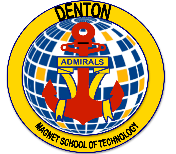 DENTON
ADMIRALS
MAGNET SCHOOL OF TECHNOLOGY